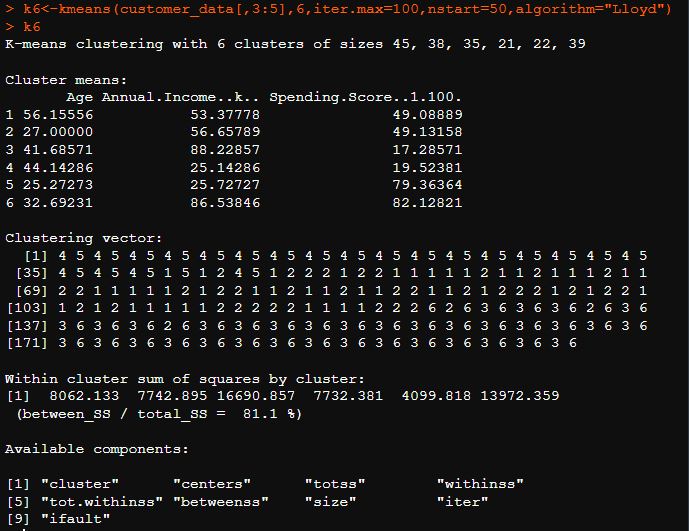 > k6<-kmeans(customer_data[,3:5],6,iter.max=100,nstart=50,algorithm="Lloyd")
> k6
K-means clustering with 6 clusters of sizes 45, 38, 35, 21, 22, 39
Cluster means:
Age Annual.Income..k.. Spending.Score..1.100.
1 56.15556 53.37778 49.08889
2 27.00000 56.65789 49.13158
3 41.68571 88.22857 17.28571
4 44.14286 25.14286 19.52381
5 25.27273 25.72727 79.36364
6 32.69231 86.53846 82.12821
Clustering vector:
[1] 4 5 4 5 4 5 4 5 4 5 4 5 4 5 4 5 4 5 4 5 4 5 4 5 4 5 4 5 4 5 4 5 4 5
[35] 4 5 4 5 4 5 1 5 1 2 4 5 1 2 2 2 1 2 2 1 1 1 1 1 2 1 1 2 1 1 1 2 1 1
[69] 2 2 1 1 1 1 1 2 1 2 2 1 1 2 1 1 2 1 1 2 2 1 1 2 1 2 2 2 1 2 1 2 2 1
[103] 1 2 1 2 1 1 1 1 1 2 2 2 2 2 1 1 1 1 2 2 2 6 2 6 3 6 3 6 3 6 2 6 3 6
[137] 3 6 3 6 3 6 2 6 3 6 3 6 3 6 3 6 3 6 3 6 3 6 3 6 3 6 3 6 3 6 3 6 3 6
[171] 3 6 3 6 3 6 3 6 3 6 3 6 3 6 3 6 3 6 3 6 3 6 3 6 3 6 3 6 3 6
Within cluster sum of squares by cluster:
[1] 8062.133 7742.895 16690.857 7732.381 4099.818 13972.359
(between_SS / total_SS = 81.1 %)
Available components:
[1] "cluster" "centers" "totss" "withinss"
[5] "tot.withinss" "betweenss" "size" "iter"
[9] "ifault"